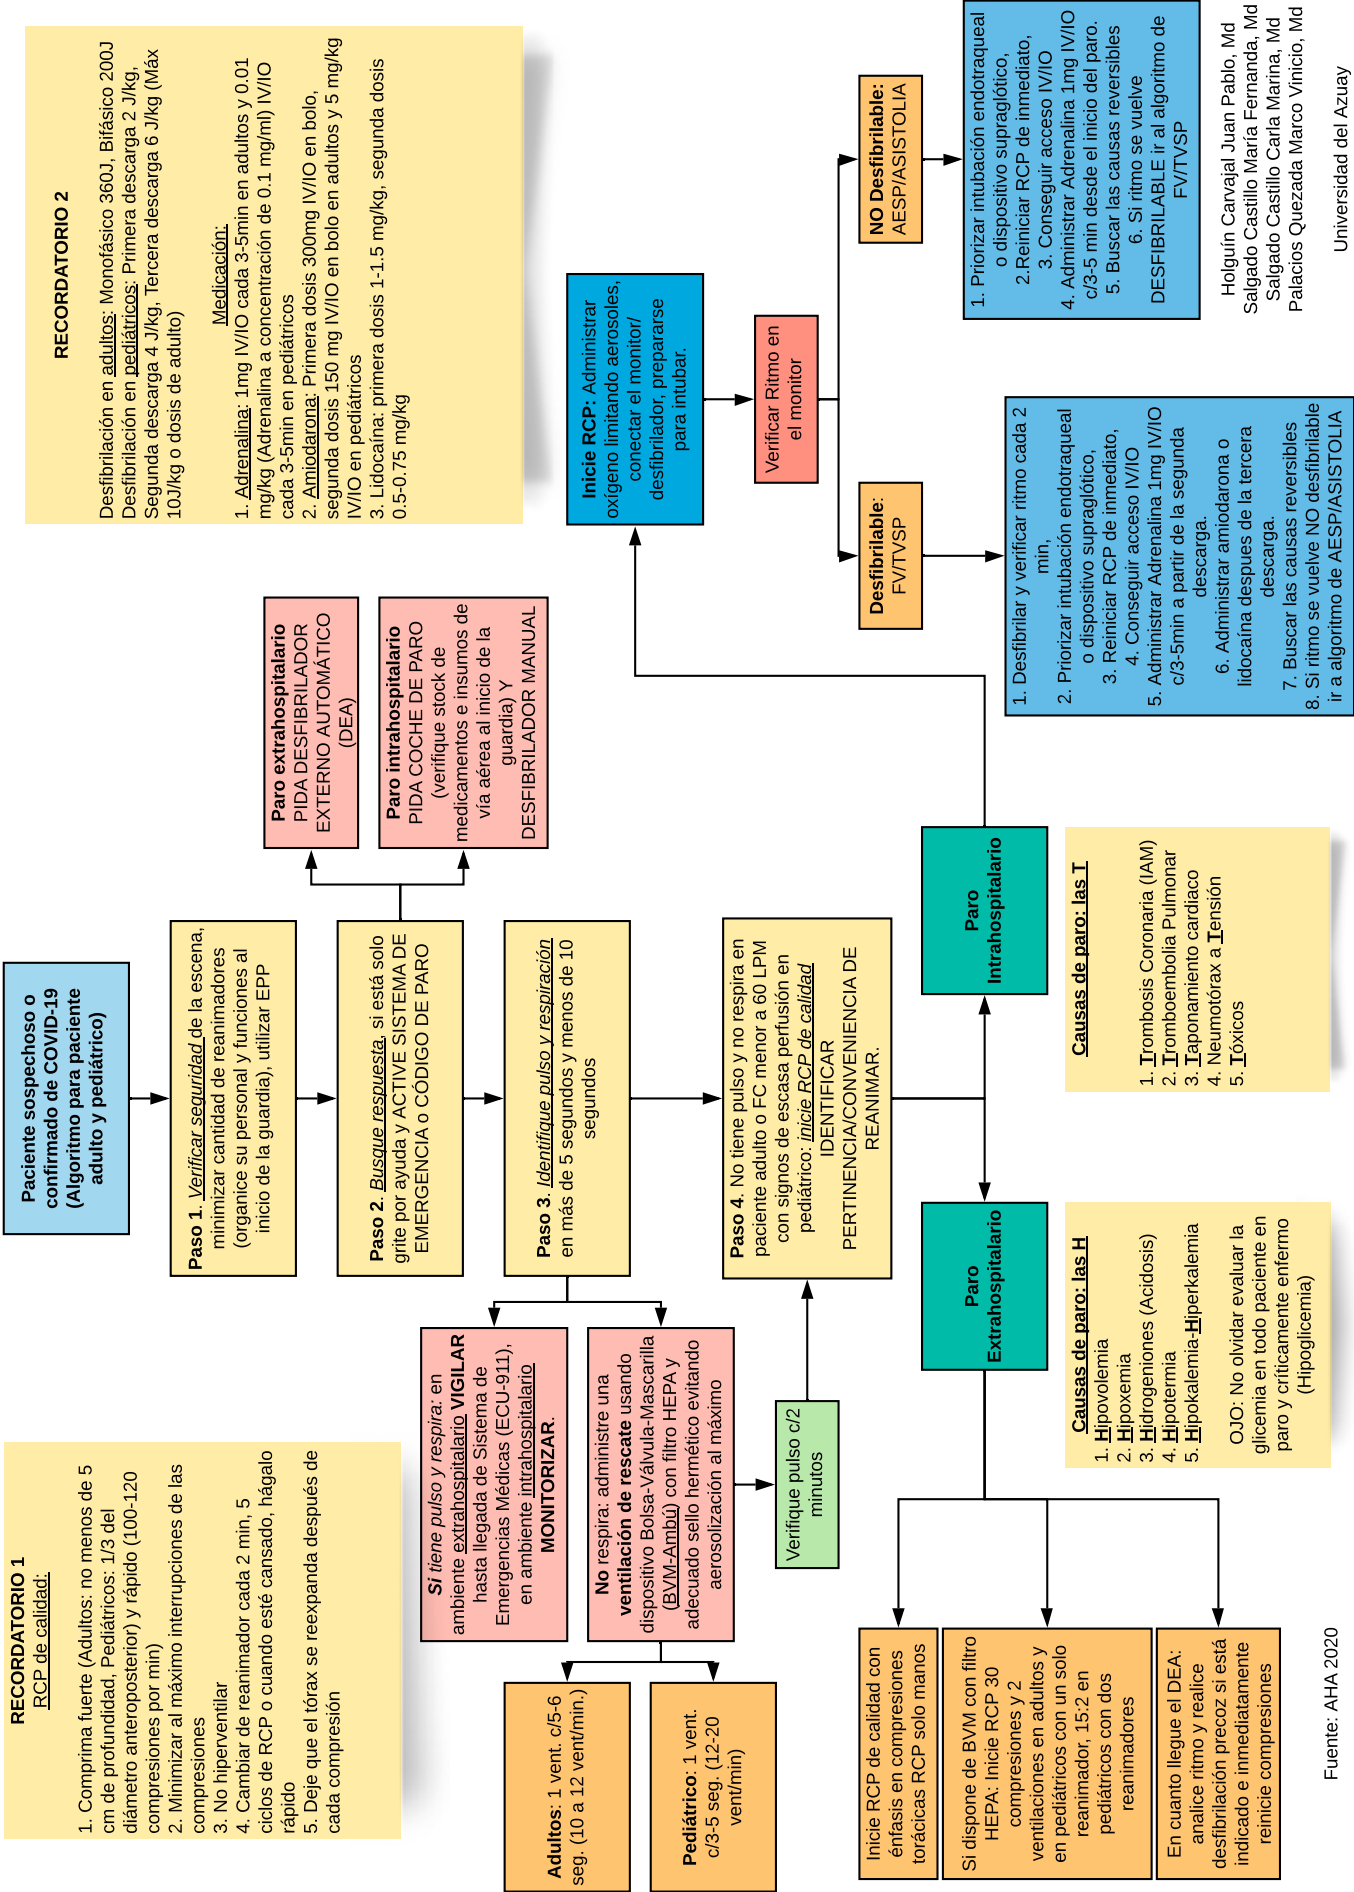 RECORDATORIO 1
RCP de calidad:
1. Comprima fuerte (Adultos: no menos de 5
cm de profundidad, Pediátricos: 1/3 del
diámetro anteroposterior) y rápido (100-120
compresiones por min)
2. Minimizar al máximo interrupciones de las
compresiones
3. No hiperventilar
4. Cambiar de reanimador cada 2 min, 5
ciclos de RCP o cuando esté cansado, hágalo
rápido
5. Deje que el tórax se reexpanda después de
cada compresión
Paciente sospechoso o
confirmado de COVID-19
(Algoritmo para paciente
adulto y pediátrico)
Paso 1. Verificar seguridad de la escena,
minimizar cantidad de reanimadores
(organice su personal y funciones al
inicio de la guardia), utilizar EPP
Paso 2. Busque respuesta, si está solo
grite por ayuda y ACTIVE SISTEMA DE
EMERGENCIA o CÓDIGO DE PARO
Paro extrahospitalario
PIDA DESFIBRILADOR
EXTERNO AUTOMÁTICO
(DEA)
Paro intrahospitalario
PIDA COCHE DE PARO
(verifique stock de
medicamentos e insumos de
vía aérea al inicio de la
guardia) Y
DESFIBRILADOR MANUAL
RECORDATORIO 2
Desfibrilación en adultos: Monofásico 360J, Bifásico 200J
Desfibrilación en pediátricos: Primera descarga 2 J/kg,
Segunda descarga 4 J/kg, Tercera descarga 6 J/kg (Máx
10J/kg o dosis de adulto)
Medicación:
1. Adrenalina: 1mg IV/IO cada 3-5min en adultos y 0.01
mg/kg (Adrenalina a concentración de 0.1 mg/ml) IV/IO
cada 3-5min en pediátricos
2. Amiodarona: Primera dosis 300mg IV/IO en bolo,
segunda dosis 150 mg IV/IO en bolo en adultos y 5 mg/kg
IV/IO en pediátricos
3. Lidocaína: primera dosis 1-1.5 mg/kg, segunda dosis
0.5-0.75 mg/kg
Paso 3. Identifique pulso y respiración
en más de 5 segundos y menos de 10
segundos
Si tiene pulso y respira: en
ambiente extrahospitalario VIGILAR
hasta llegada de Sistema de
Emergencias Médicas (ECU-911),
en ambiente intrahospitalario
MONITORIZAR.
No respira: administre una
ventilación de rescate usando
dispositivo Bolsa-Válvula-Mascarilla
(BVM-Ambú) con filtro HEPA y
adecuado sello hermético evitando
aerosolización al máximo
Adultos: 1 vent. c/5-6
seg. (10 a 12 vent/min.)
Pediátrico: 1 vent.
c/3-5 seg. (12-20
vent/min)
Verifique pulso c/2
minutos
Paso 4. No tiene pulso y no respira en
paciente adulto o FC menor a 60 LPM
con signos de escasa perfusión en
pediátrico: inicie RCP de calidad
IDENTIFICAR
PERTINENCIA/CONVENIENCIA DE
REANIMAR.
Paro
Extrahospitalario
Paro
Intrahospitalario
Inicie RCP de calidad con
énfasis en compresiones
torácicas RCP solo manos
Si dispone de BVM con filtro
HEPA: Inicie RCP 30
compresiones y 2
ventilaciones en adultos y
en pediátricos con un solo
reanimador, 15:2 en
pediátricos con dos
reanimadores
En cuanto llegue el DEA:
analice ritmo y realice
desfibrilación precoz si está
indicado e inmediatamente
reinicie compresiones
Causas de paro: las H
1. Hipovolemia
2. Hipoxemia
3. Hidrogeniones (Acidosis)
4. Hipotermia
5. Hipokalemia-Hiperkalemia
OJO: No olvidar evaluar la
glicemia en todo paciente en
paro y críticamente enfermo
(Hipoglicemia)
Causas de paro: las T
1. Trombosis Coronaria (IAM)
2. Tromboembolia Pulmonar
3. Taponamiento cardiaco
4. Neumotórax a Tensión
5. Tóxicos
Inicie RCP: Administrar
oxígeno limitando aerosoles,
conectar el monitor/
desfibrilador, prepararse
para intubar.
Verificar Ritmo en
el monitor
Desfibrilable:
FV/TVSP
NO Desfibrilable:
AESP/ASISTOLIA
1. Desfibrilar y verificar ritmo cada 2
min,
2. Priorizar intubación endotraqueal
o dispositivo supraglótico,
3. Reiniciar RCP de inmediato,
4. Conseguir acceso IV/IO
5. Administrar Adrenalina 1mg IV/IO
c/3-5min a partir de la segunda
descarga.
6. Administrar amiodarona o
lidocaína despues de la tercera
descarga.
7. Buscar las causas reversibles
8. Si ritmo se vuelve NO desfibrilable
ir a algoritmo de AESP/ASISTOLIA
1. Priorizar intubación endotraqueal
o dispositivo supraglótico,
2.Reiniciar RCP de inmediato,
3. Conseguir acceso IV/IO
4. Administrar Adrenalina 1mg IV/IO
c/3-5 min desde el inicio del paro.
5. Buscar las causas reversibles
6. Si ritmo se vuelve
DESFIBRILABLE ir al algoritmo de
FV/TVSP
Holguín Carvajal Juan Pablo, Md
Salgado Castillo María Fernanda, Md
Salgado Castillo Carla Marina, Md
Palacios Quezada Marco Vinicio, Md
Universidad del Azuay
Fuente: AHA 2020